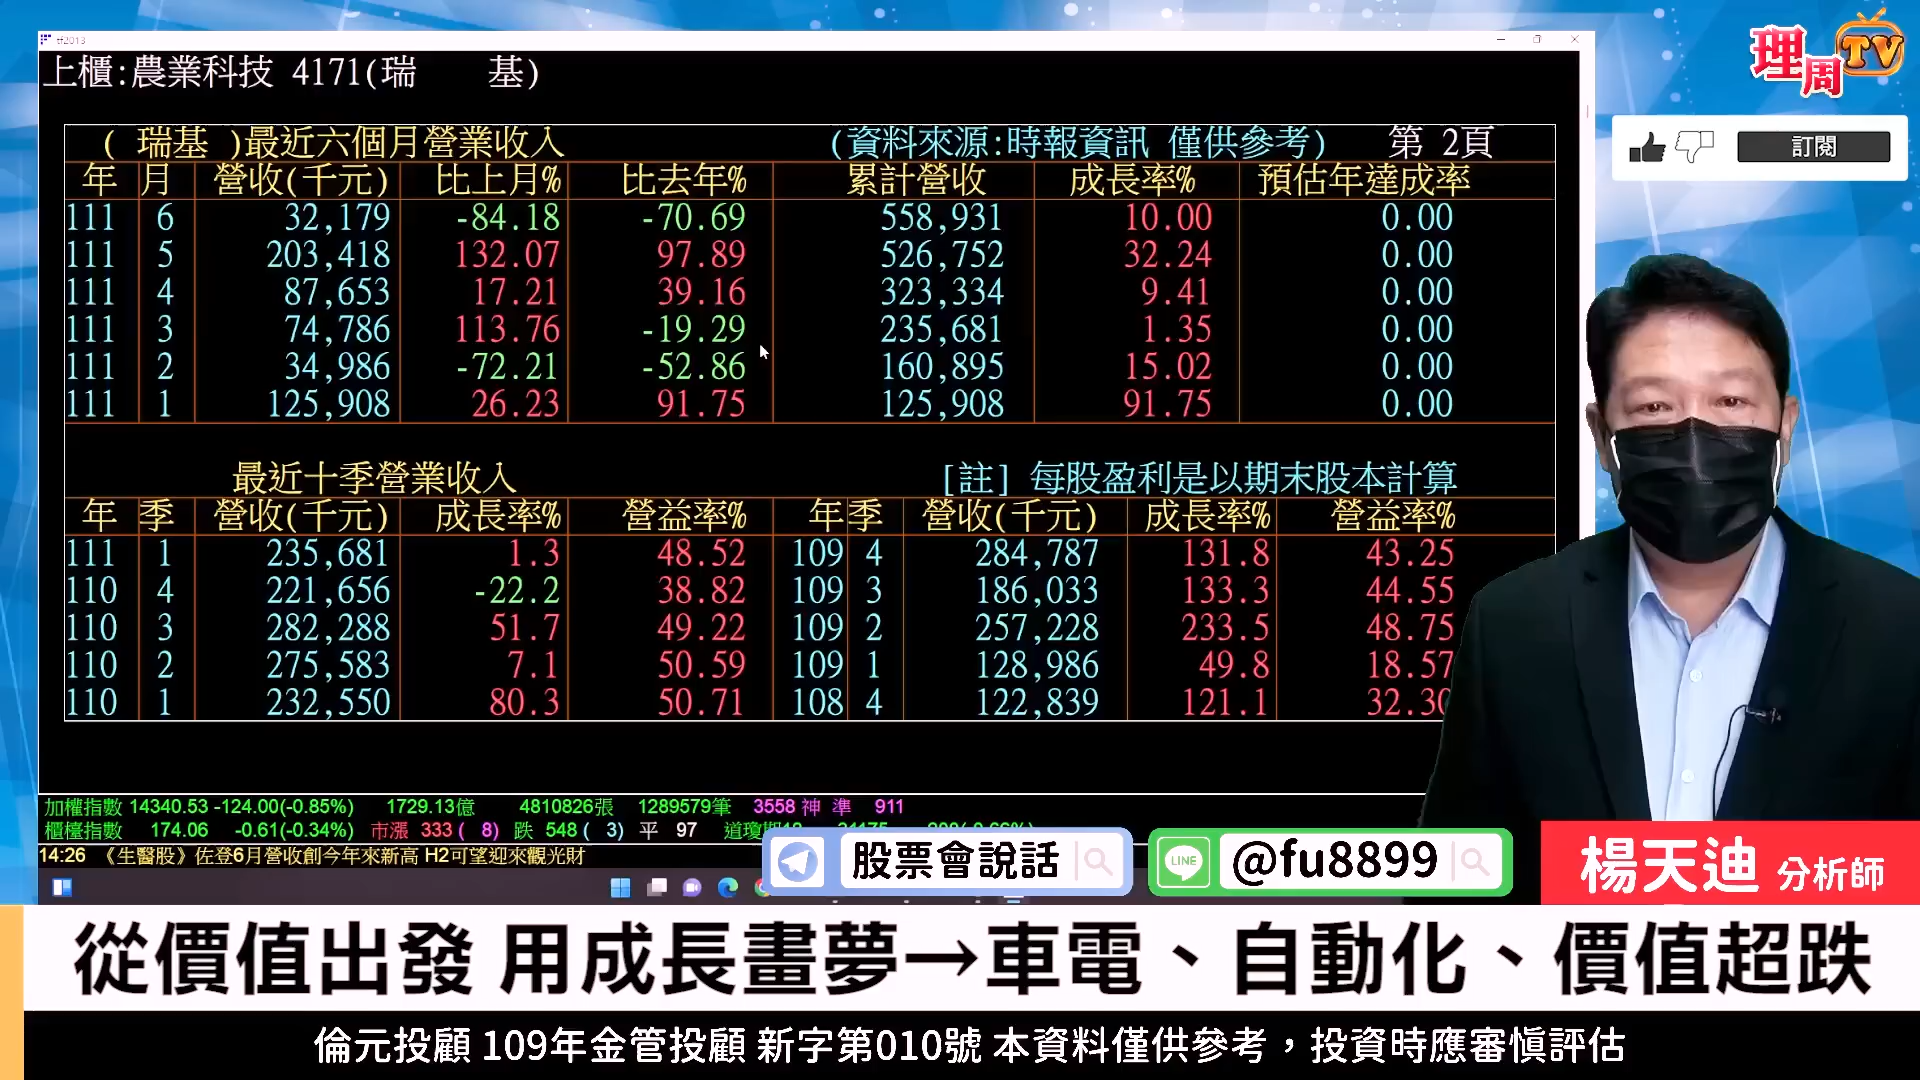 tf2013
上櫃:農業科技 4171(瑞 基)
理周TV
訂閱
( 瑞基 )最近六個月營業收入 (資料來源:時報資訊 僅供參考) 第 2頁
年 月 營收(千元) 比上月% 比去年% 累計營收 成長率% 預估年達成率
111 6 32,179 -84.18 -70.69 558,931 10.00 0.00
111 5 203,418 132.07 97.89 526,752 32.24 0.00
111 4 87,653 17.21 39.16 323,334 9.41 0.00
111 3 74,786 113.76 -19.29 235,681 1.35 0.00
111 2 34,986 -72.21 -52.86 160,895 15.02 0.00
111 1 125,908 26.23 91.75 125,908 91.75 0.00
最近十季營業收入 [註] 每股盈利是以期末股本計算
年 季 營收(千元) 成長率% 營益率% 年 季 營收(千元) 成長率% 營益率%
111 1 235,681 1.3 48.52 109 4 284,787 131.8 43.25
110 4 221,656 -22.2 38.82 109 3 186,033 133.3 44.55
110 3 282,288 51.7 49.22 109 2 257,228 233.5 48.75
110 2 275,583 7.1 50.59 109 1 128,986 49.8 18.57
110 1 232,550 80.3 50.71 108 4 122,839 121.1 32.30
加權指數 14340.53 -124.00(-0.85%) 1729.13億 4810826張 1289579筆 3558 神 準 911
櫃檯指數 174.06 -0.61(-0.34%) 市漲 333 ( 8) 跌 548 ( 3) 平 97
14:26 《生醫股》佐登6月營收創今年來新高 H2可望迎來觀光財
股票會說話
LINE @fu8899
楊天迪 分析師
從價值出發 用成長畫夢→車電、自動化、價值超跌
倫元投顧 109年金管投顧 新字第010號 本資料僅供參考，投資時應審慎評估